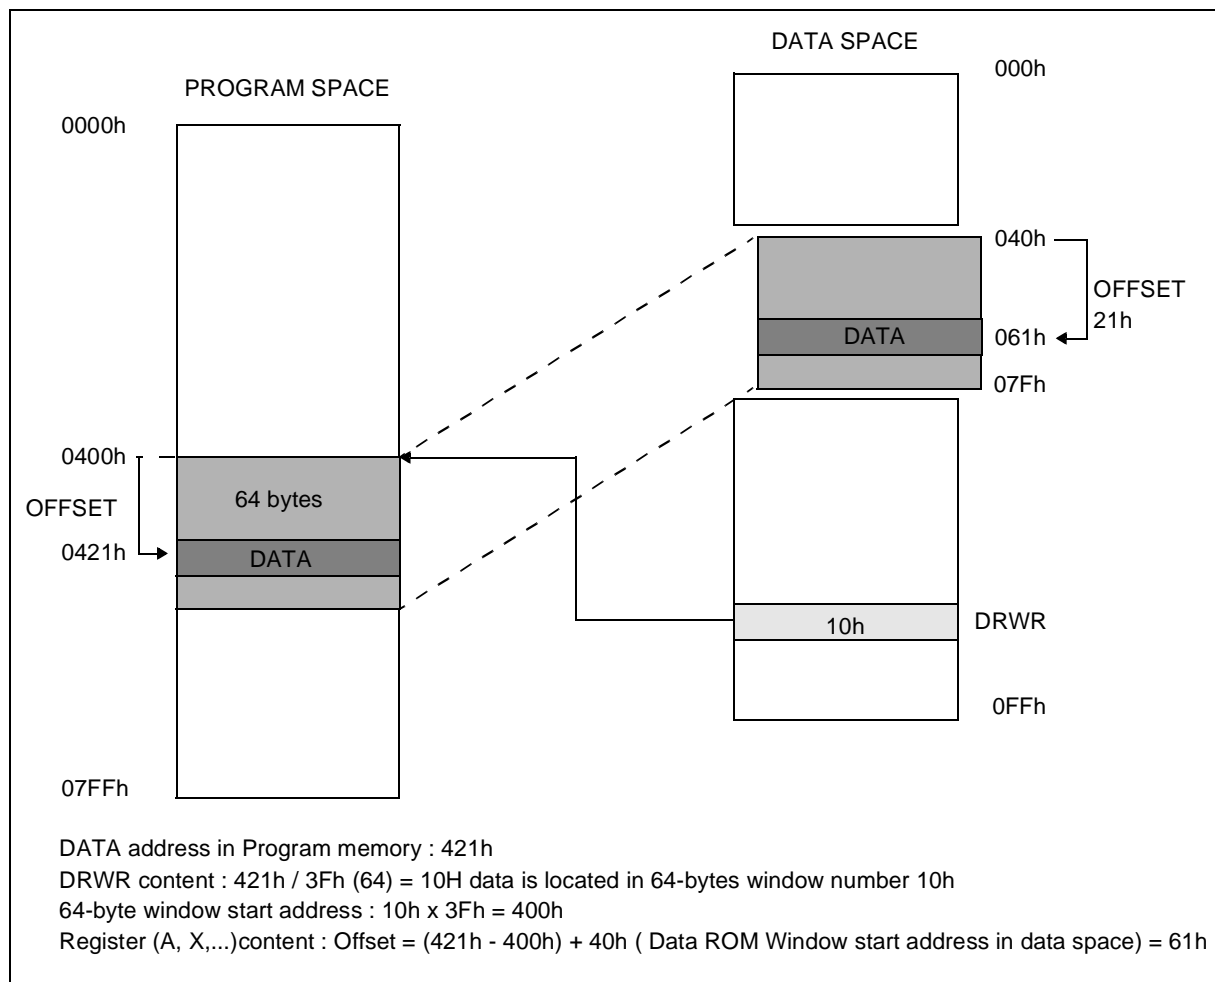 DATA SPACE
000h
PROGRAM SPACE
0000h
040h
OFFSET
21h
DATA
061h
07Fh
0400h
64 bytes
OFFSET
0421h
DATA
10h
DRWR
0FFh
07FFh
DATA address in Program memory : 421h
DRWR content : 421h / 3Fh (64) = 10H data is located in 64-bytes window number 10h
64-byte window start address : 10h x 3Fh = 400h
Register (A, X,...)content : Offset = (421h - 400h) + 40h ( Data ROM Window start address in data space) = 61h